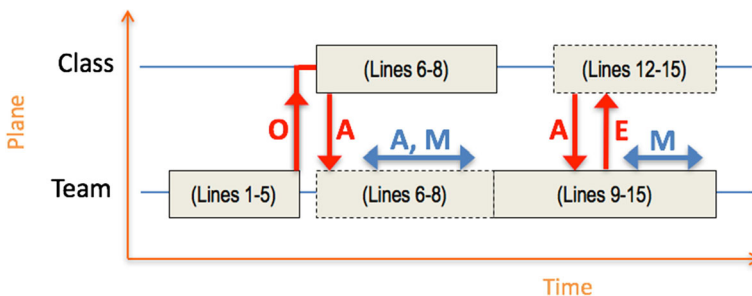 Plane
Class
(Lines 6-8)
(Lines 12-15)
O
A
A, M
A
E
M
Team
(Lines 1-5)
(Lines 6-8)
(Lines 9-15)
Time